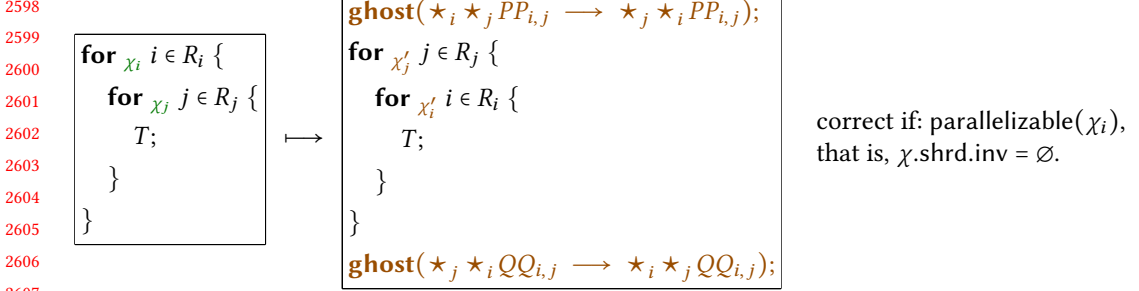 2598
2599
2600
2601
2602
2603
2604
2605
2606
for χi i ∈ Ri {
for χj j ∈ Rj {
T;
}
}
⟼
ghost(⋆i ⋆j PPi,j ⟶ ⋆j ⋆i PPi,j);
for χ′j j ∈ Rj {
for χ′i i ∈ Ri {
T;
}
}
ghost(⋆j ⋆i QQi,j ⟶ ⋆i ⋆j QQi,j);
correct if: parallelizable(χi),
that is, χ.shrd.inv = ∅.